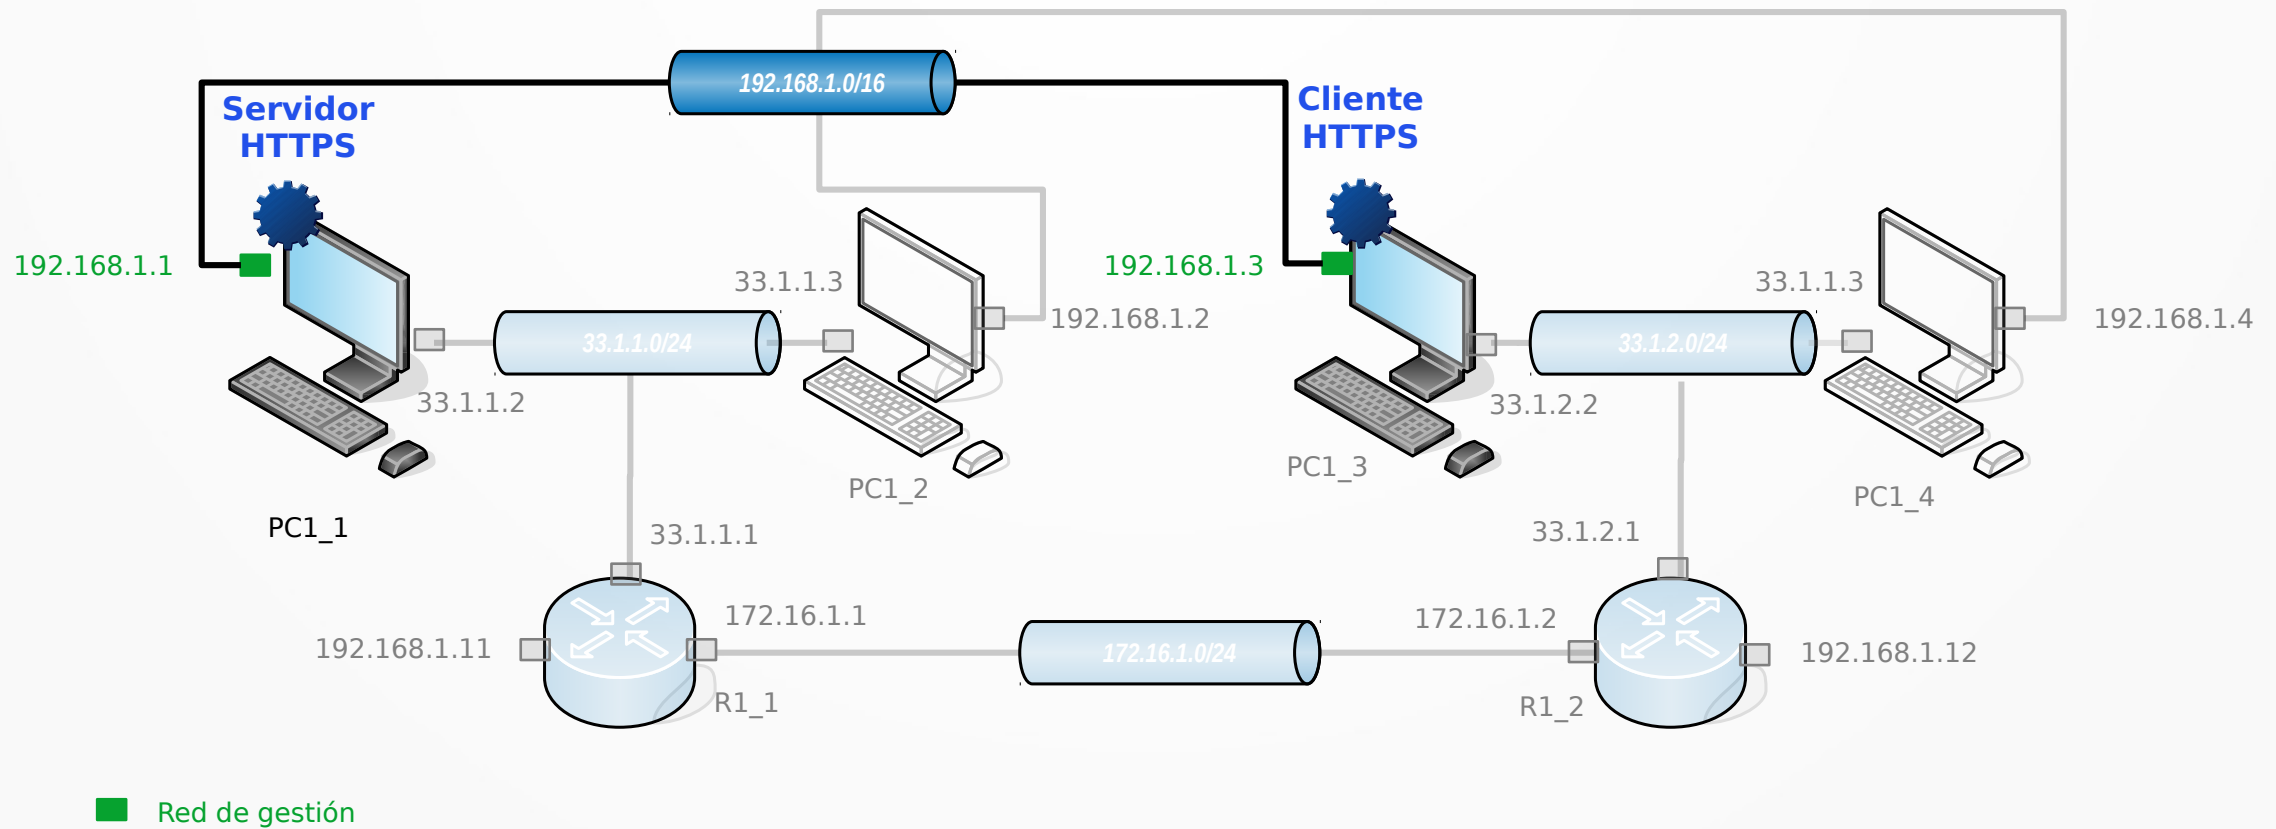 192.168.1.0/16
Servidor
HTTPS
Cliente
HTTPS
192.168.1.1
33.1.1.3
192.168.1.2
192.168.1.3
33.1.1.3
192.168.1.4
33.1.1.0/24
33.1.2.0/24
33.1.1.2
33.1.2.2
PC1_1
PC1_2
PC1_3
PC1_4
33.1.1.1
33.1.2.1
192.168.1.11
172.16.1.1
172.16.1.0/24
172.16.1.2
192.168.1.12
R1_1
R1_2
Red de gestión